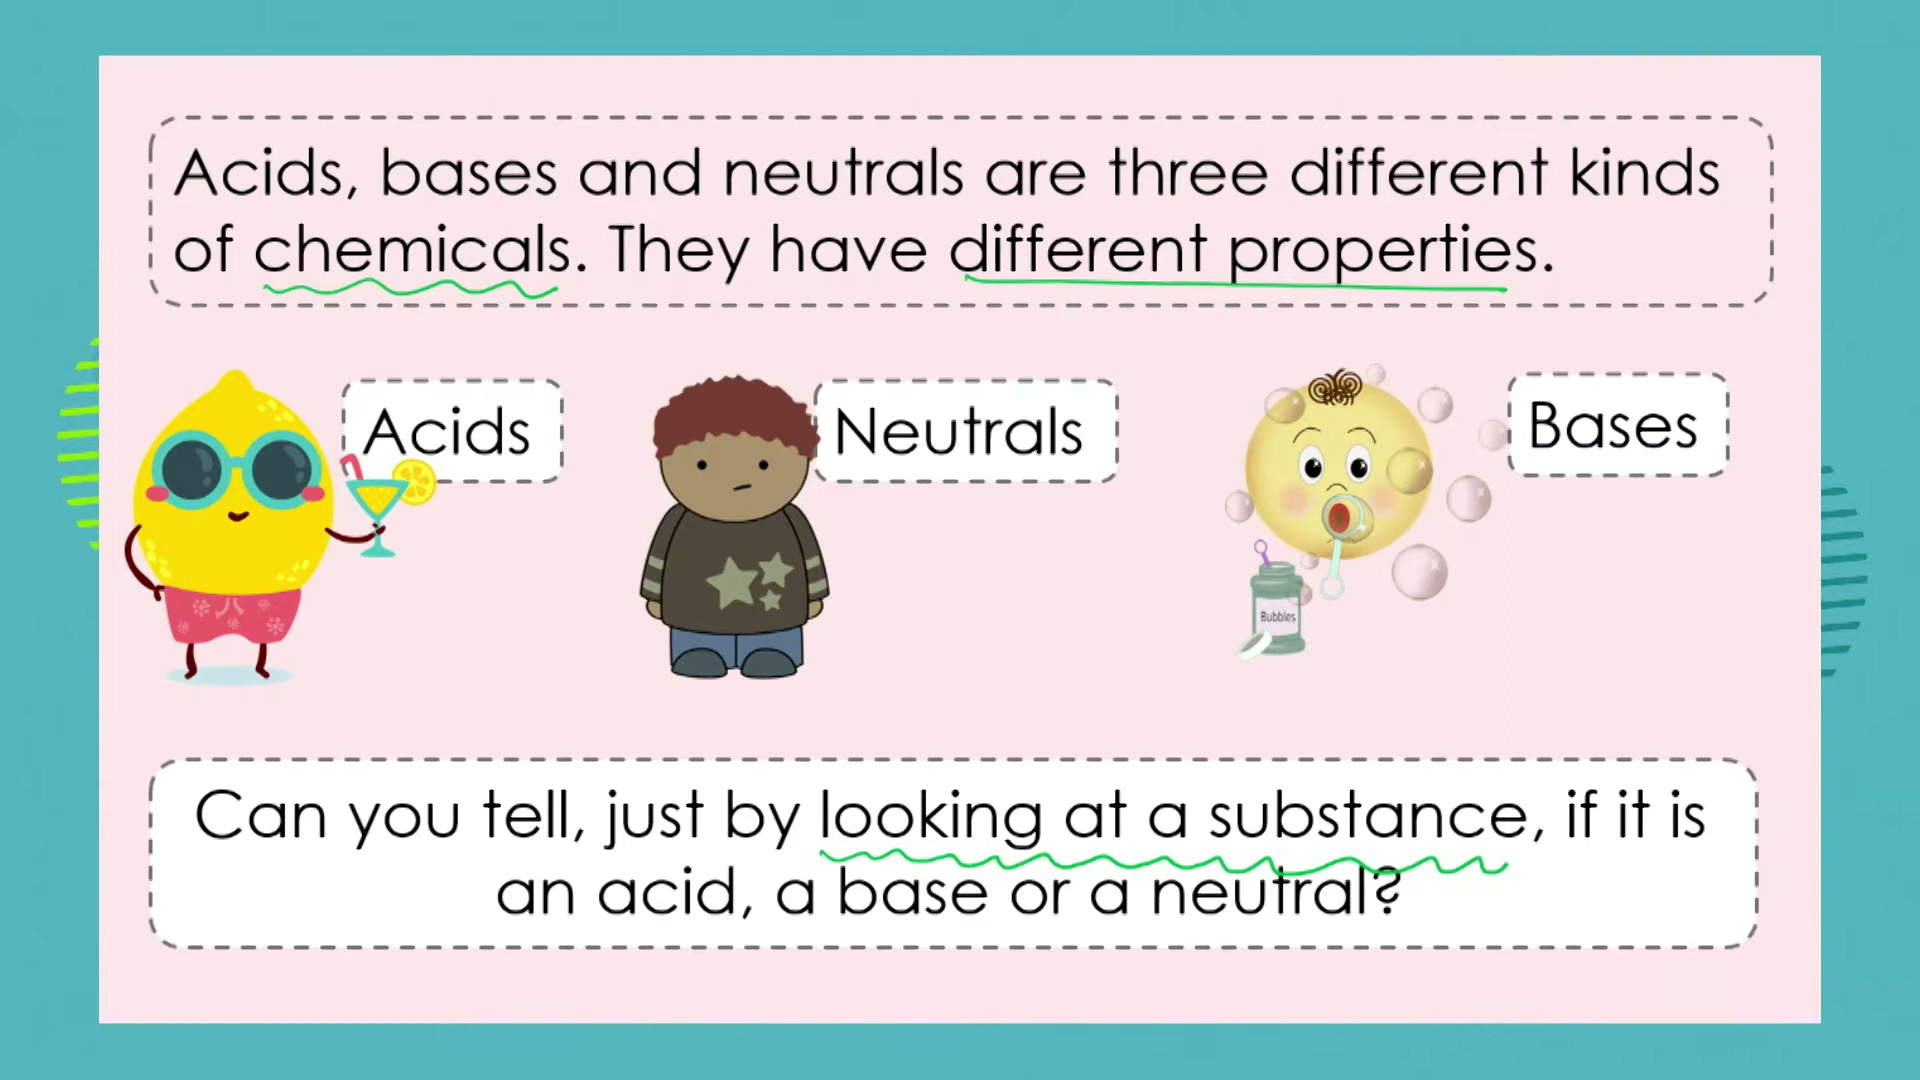 Acids, bases and neutrals are three different kinds
of chemicals. They have different properties.
Acids
Neutrals
Bases
Bubbles
Can you tell, just by looking at a substance, if it is
an acid, a base or a neutral?